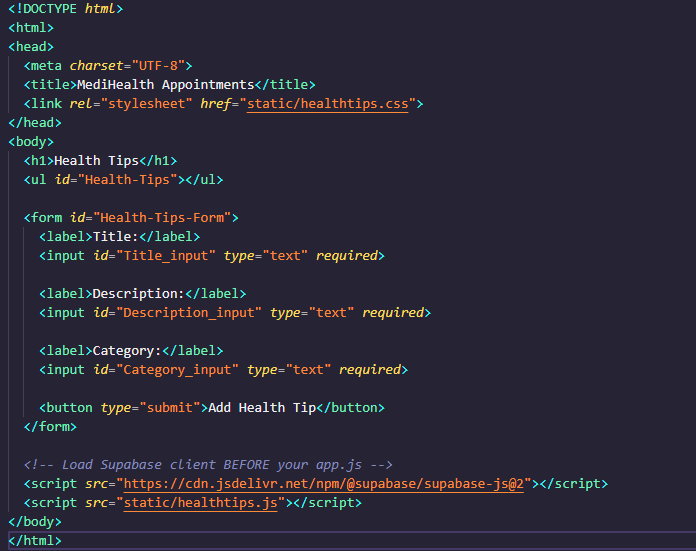 <!DOCTYPE html>
<html>
<head>
  <meta charset="UTF-8">
  <title>MediHealth Appointments</title>
  <link rel="stylesheet" href="static/healthtips.css">
</head>
<body>
  <h1>Health Tips</h1>
  <ul id="Health-Tips"></ul>

  <form id="Health-Tips-Form">
    <label>Title:</label>
    <input id="Title_input" type="text" required>

    <label>Description:</label>
    <input id="Description_input" type="text" required>

    <label>Category:</label>
    <input id="Category_input" type="text" required>

    <button type="submit">Add Health Tip</button>
  </form>

  <!-- Load Supabase client BEFORE your app.js -->
  <script src="https://cdn.jsdelivr.net/npm/@supabase/supabase-js@2"></script>
  <script src="static/healthtips.js"></script>
</body>
</html>